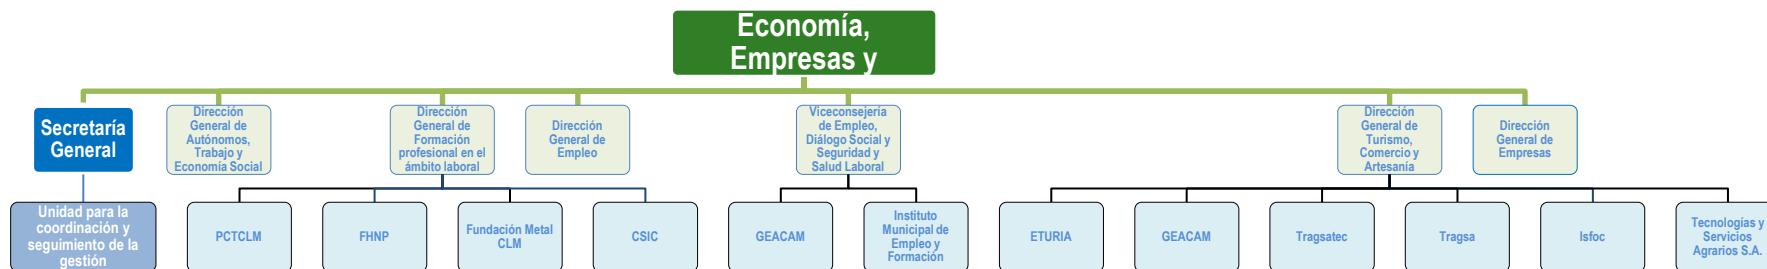 Economía,
Empresas y
Secretaría
General
Dirección
General de
Autónomos,
Trabajo y
Economía Social
Dirección
General de
Formación
profesional en el
ámbito laboral
Dirección
General de
Empleo
Viceconsejería
de Empleo,
Diálogo Social y
Seguridad y
Salud Laboral
Dirección
General de
Turismo,
Comercio y
Artesanía
Dirección
General de
Empresas
Unidad para la
coordinación y
seguimiento de la
gestión
PCTCLM
FHNP
Fundación Metal
CLM
CSIC
GEACAM
Instituto
Municipal de
Empleo y
Formación
ETURIA
GEACAM
Tragsatec
Tragsa
Isfoc
Tecnologías y
Servicios
Agrarios S.A.